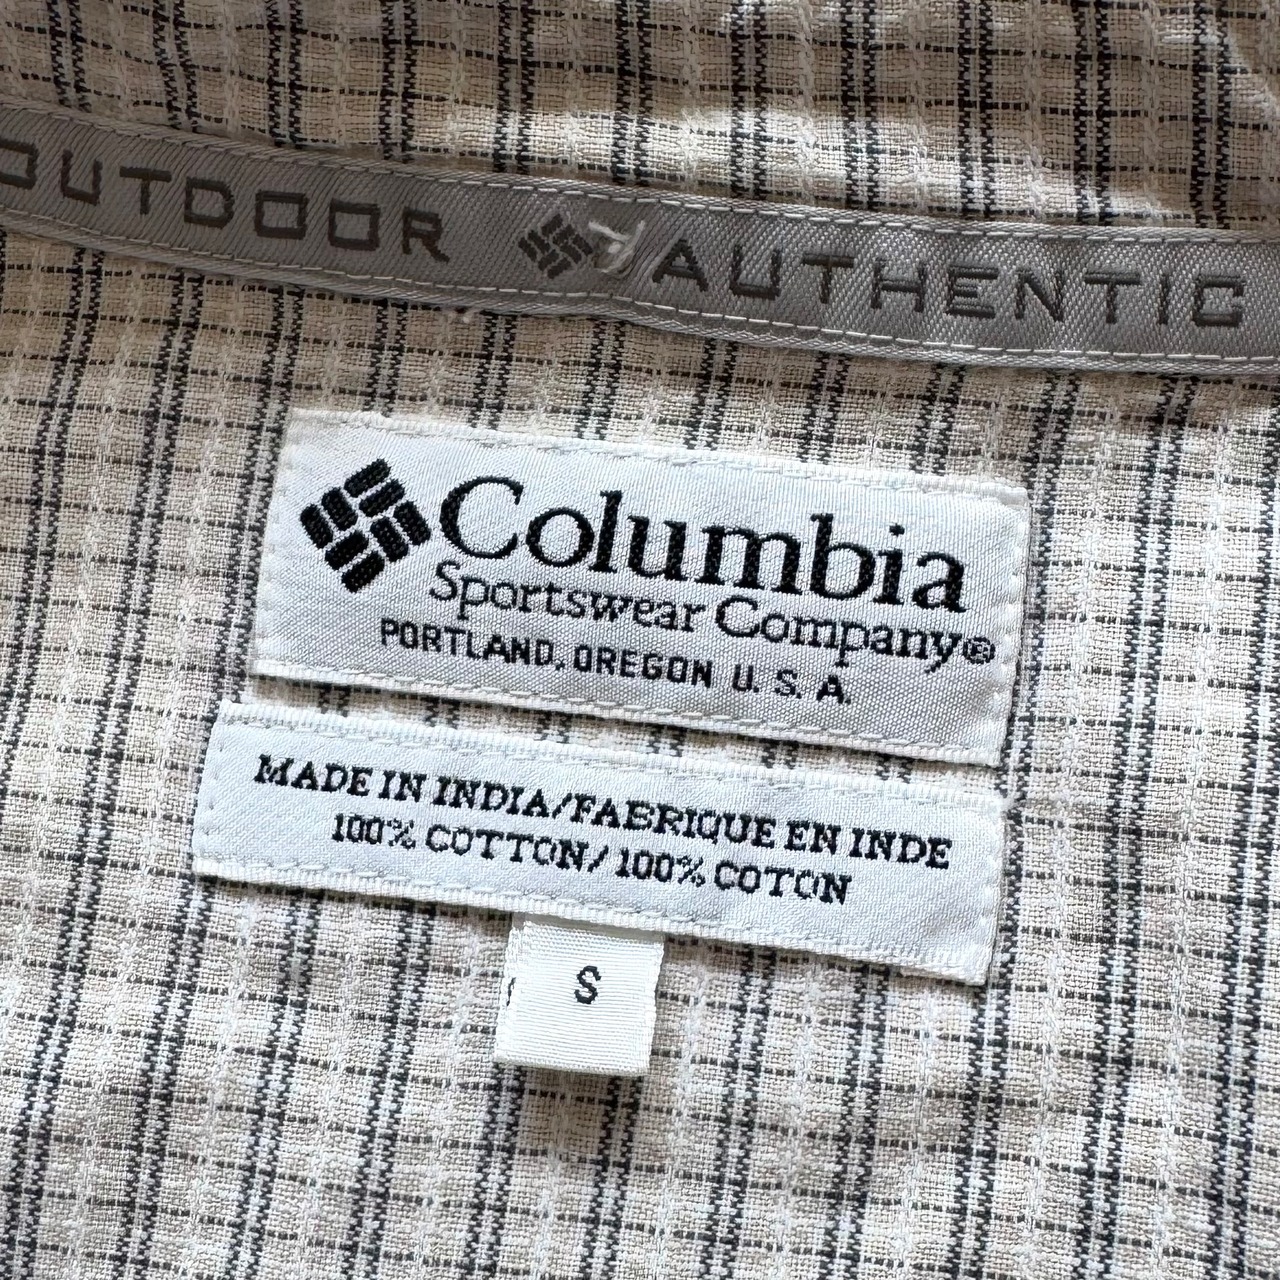 OUTDOOR AUTHENTIC
Columbia
Sportswear Company®
PORTLAND, OREGON U. S. A.
MADE IN INDIA/FABRIQUE EN INDE
100% COTTON/ 100% COTON
S